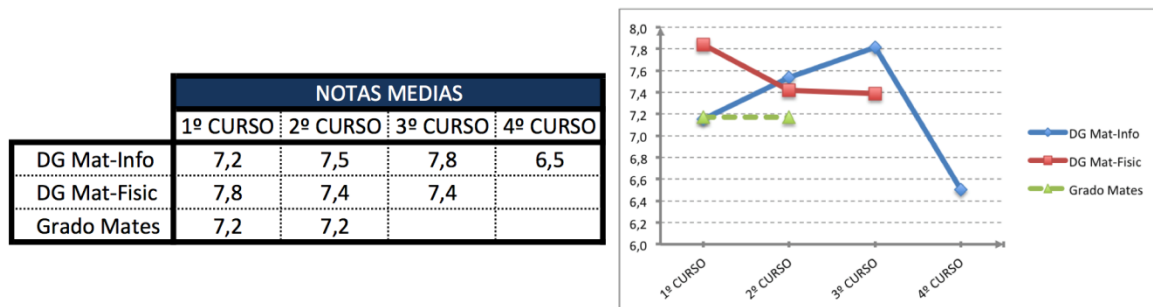 NOTAS MEDIAS
1º CURSO 2º CURSO 3º CURSO 4º CURSO
DG Mat-Info 7,2 7,5 7,8 6,5
DG Mat-Fisic 7,8 7,4 7,4
Grado Mates 7,2 7,2
8,0
7,8
7,6
7,4
7,2
7,0
6,8
6,6
6,4
6,2
6,0
1º CURSO 2º CURSO 3º CURSO 4º CURSO
DG Mat-Info
DG Mat-Fisic
Grado Mates